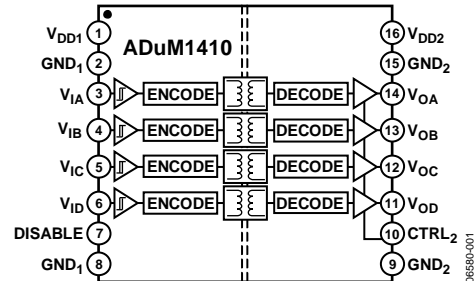 ADuM1410
VDD1 1 16 VDD2
GND1 2 15 GND2
VIA 3 ENCODE DECODE 14 VOA
VIB 4 ENCODE DECODE 13 VOB
VIC 5 ENCODE DECODE 12 VOC
VID 6 ENCODE DECODE 11 VOD
DISABLE 7 10 CTRL2
GND1 8 9 GND2
06580-001